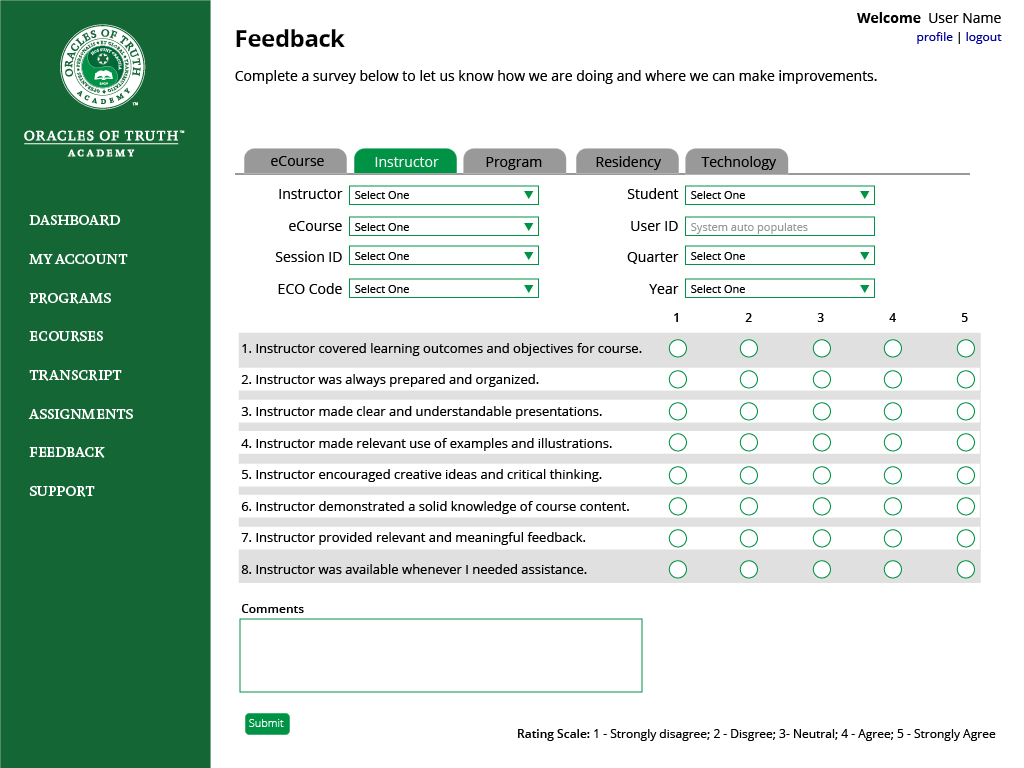 Welcome User Name
profile | logout
ORACLES OF TRUTH
ACADEMY
™
ORACLES OF TRUTH™
ACADEMY
DASHBOARD
MY ACCOUNT
PROGRAMS
ECOURSES
TRANSCRIPT
ASSIGNMENTS
FEEDBACK
SUPPORT
Feedback
Complete a survey below to let us know how we are doing and where we can make improvements.
eCourse Instructor Program Residency Technology
Instructor Select One ▼ Student Select One ▼
eCourse Select One ▼ User ID System auto populates
Session ID Select One ▼ Quarter Select One ▼
ECO Code Select One ▼ Year Select One ▼
1 2 3 4 5
1. Instructor covered learning outcomes and objectives for course.
2. Instructor was always prepared and organized.
3. Instructor made clear and understandable presentations.
4. Instructor made relevant use of examples and illustrations.
5. Instructor encouraged creative ideas and critical thinking.
6. Instructor demonstrated a solid knowledge of course content.
7. Instructor provided relevant and meaningful feedback.
8. Instructor was available whenever I needed assistance.
Comments
Submit
Rating Scale: 1 - Strongly disagree; 2 - Disgree; 3- Neutral; 4 - Agree; 5 - Strongly Agree